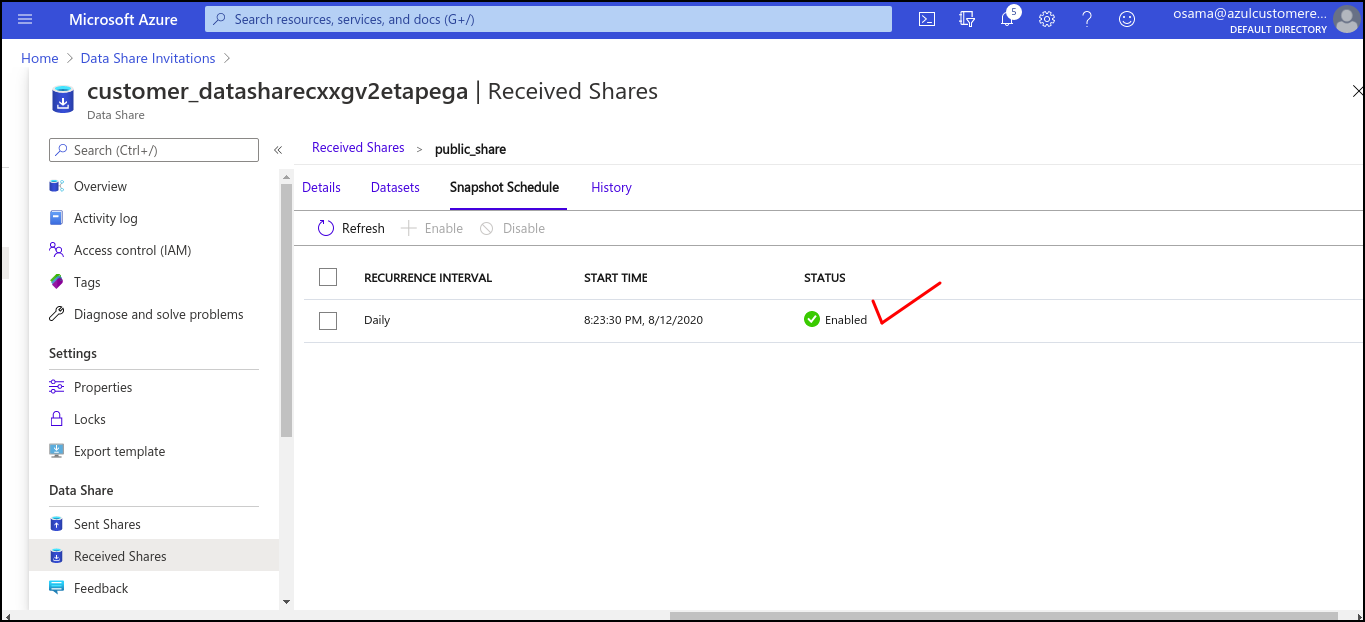 Microsoft Azure
Search resources, services, and docs (G+/)
5
osama@azulcustomere...
DEFAULT DIRECTORY
Home > Data Share Invitations >
customer_datasharecxxgv2etapega | Received Shares
Data Share
Search (Ctrl+/)
«
Overview
Activity log
Access control (IAM)
Tags
Diagnose and solve problems
Settings
Properties
Locks
Export template
Data Share
Sent Shares
Received Shares
Feedback
Received Shares > public_share
Details Datasets Snapshot Schedule History
Refresh Enable Disable
RECURRENCE INTERVAL START TIME STATUS
Daily 8:23:30 PM, 8/12/2020 Enabled